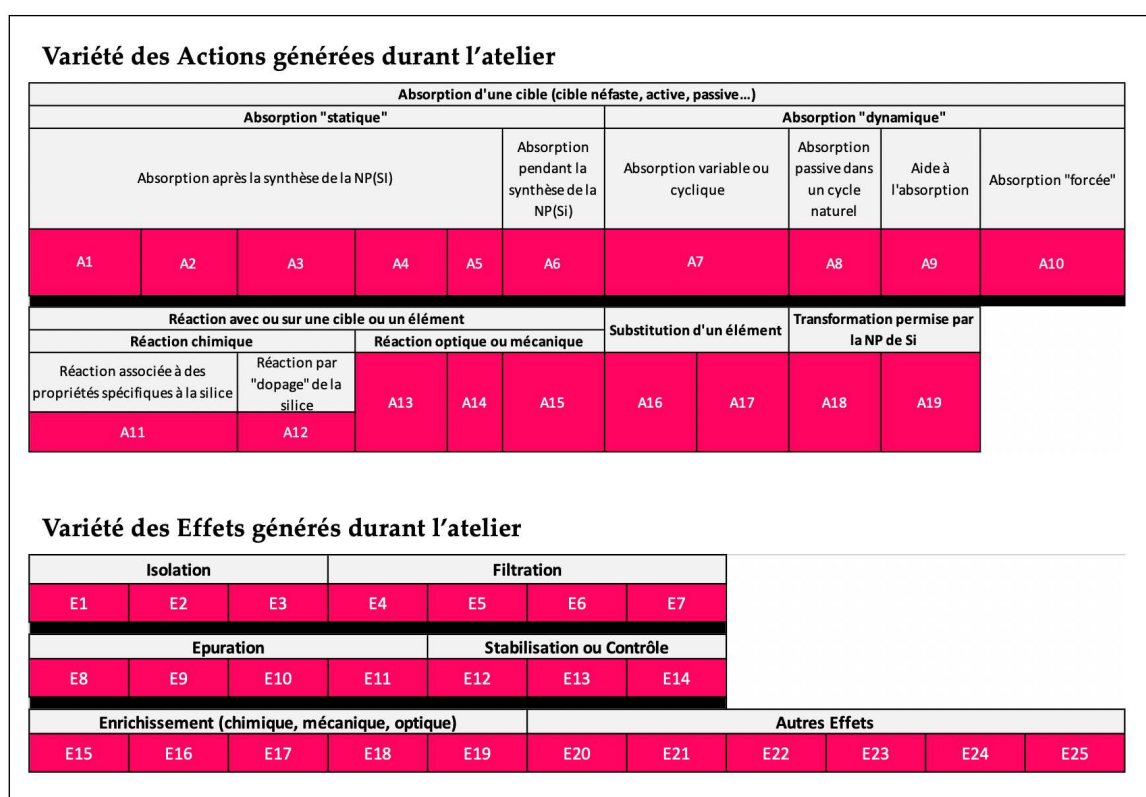 Variété des Actions générées durant l'atelier
Absorption d'une cible (cible néfaste, active, passive...)
Absorption "statique"
Absorption "dynamique"
Absorption après la synthèse de la NP(SI)
Absorption
pendant la
synthèse de la
NP(Si)
Absorption variable ou
cyclique
Absorption
passive dans
un cycle
naturel
Aide à
l'absorption
Absorption "forcée"
A1 A2 A3 A4 A5 A6 A7 A8 A9 A10
Réaction avec ou sur une cible ou un élément
Substitution d'un élément
Transformation permise par
la NP de Si
Réaction chimique
Réaction optique ou mécanique
Réaction associée à des
propriétés spécifiques à la silice
Réaction par
"dopage" de la
silice
A11 A12 A13 A14 A15 A16 A17 A18 A19
Variété des Effets générés durant l'atelier
Isolation Filtration
E1 E2 E3 E4 E5 E6 E7
Epuration Stabilisation ou Contrôle
E8 E9 E10 E11 E12 E13 E14
Enrichissement (chimique, mécanique, optique) Autres Effets
E15 E16 E17 E18 E19 E20 E21 E22 E23 E24 E25